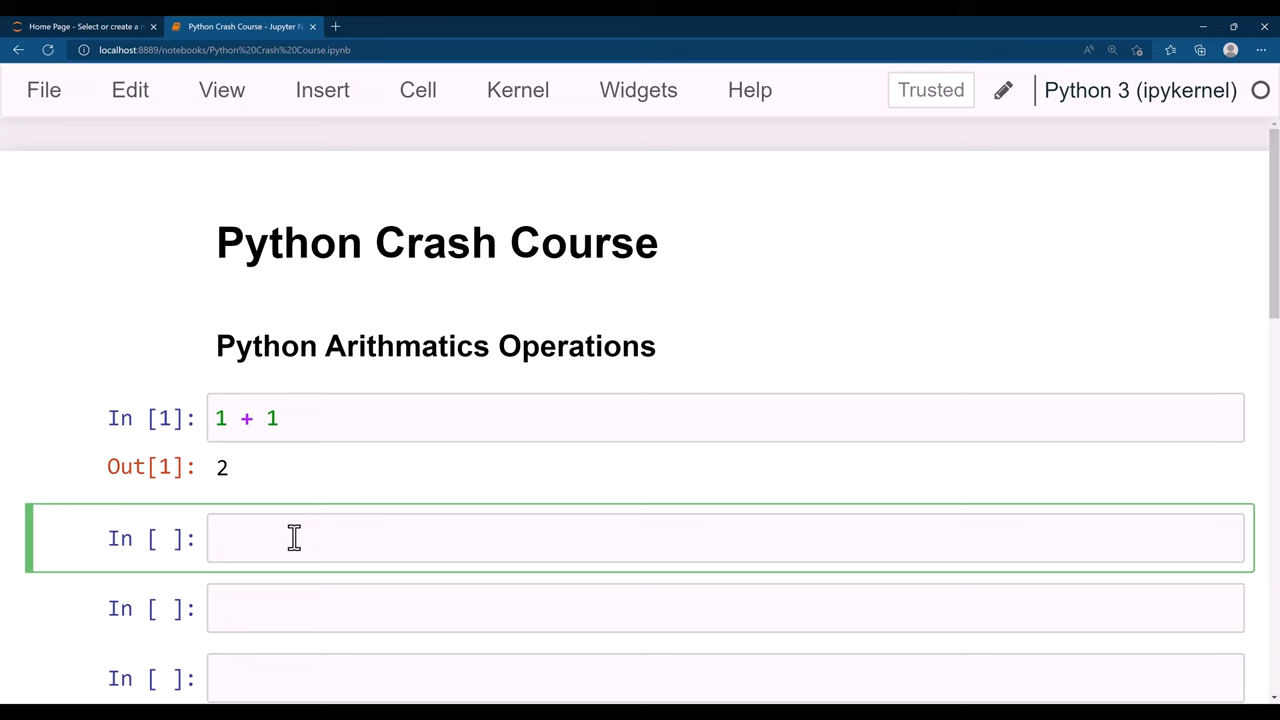 Home Page - Select or create a n
Python Crash Course - Jupyter N
localhost:8889/notebooks/Python%20Crash%20Course.ipynb
File Edit View Insert Cell Kernel Widgets Help Trusted Python 3 (ipykernel)
Python Crash Course
Python Arithmatics Operations
In [1]: 1 + 1
Out[1]: 2
In [ ]:
In [ ]:
In [ ]: